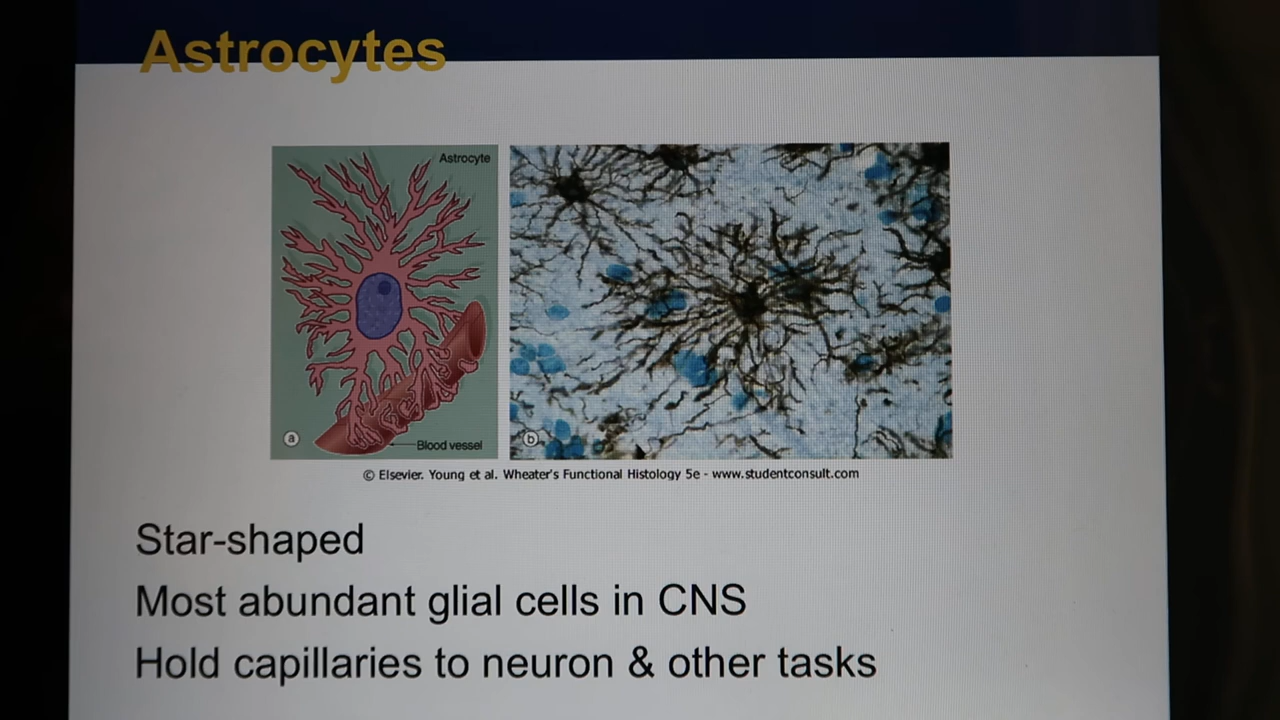 Astrocytes
Astrocyte
a
Blood vessel
b
© Elsevier. Young et al. Wheater's Functional Histology 5e - www.studentconsult.com
Star-shaped
Most abundant glial cells in CNS
Hold capillaries to neuron & other tasks